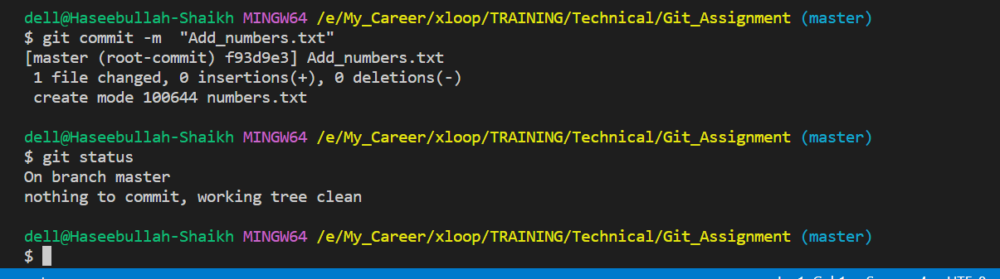 dell@Haseebullah-Shaikh MINGW64 /e/My_Career/xloop/TRAINING/Technical/Git_Assignment (master)
$ git commit -m  "Add_numbers.txt"
[master (root-commit) f93d9e3] Add_numbers.txt
 1 file changed, 0 insertions(+), 0 deletions(-)
 create mode 100644 numbers.txt
dell@Haseebullah-Shaikh MINGW64 /e/My_Career/xloop/TRAINING/Technical/Git_Assignment (master)
$ git status
On branch master
nothing to commit, working tree clean
dell@Haseebullah-Shaikh MINGW64 /e/My_Career/xloop/TRAINING/Technical/Git_Assignment (master)
$